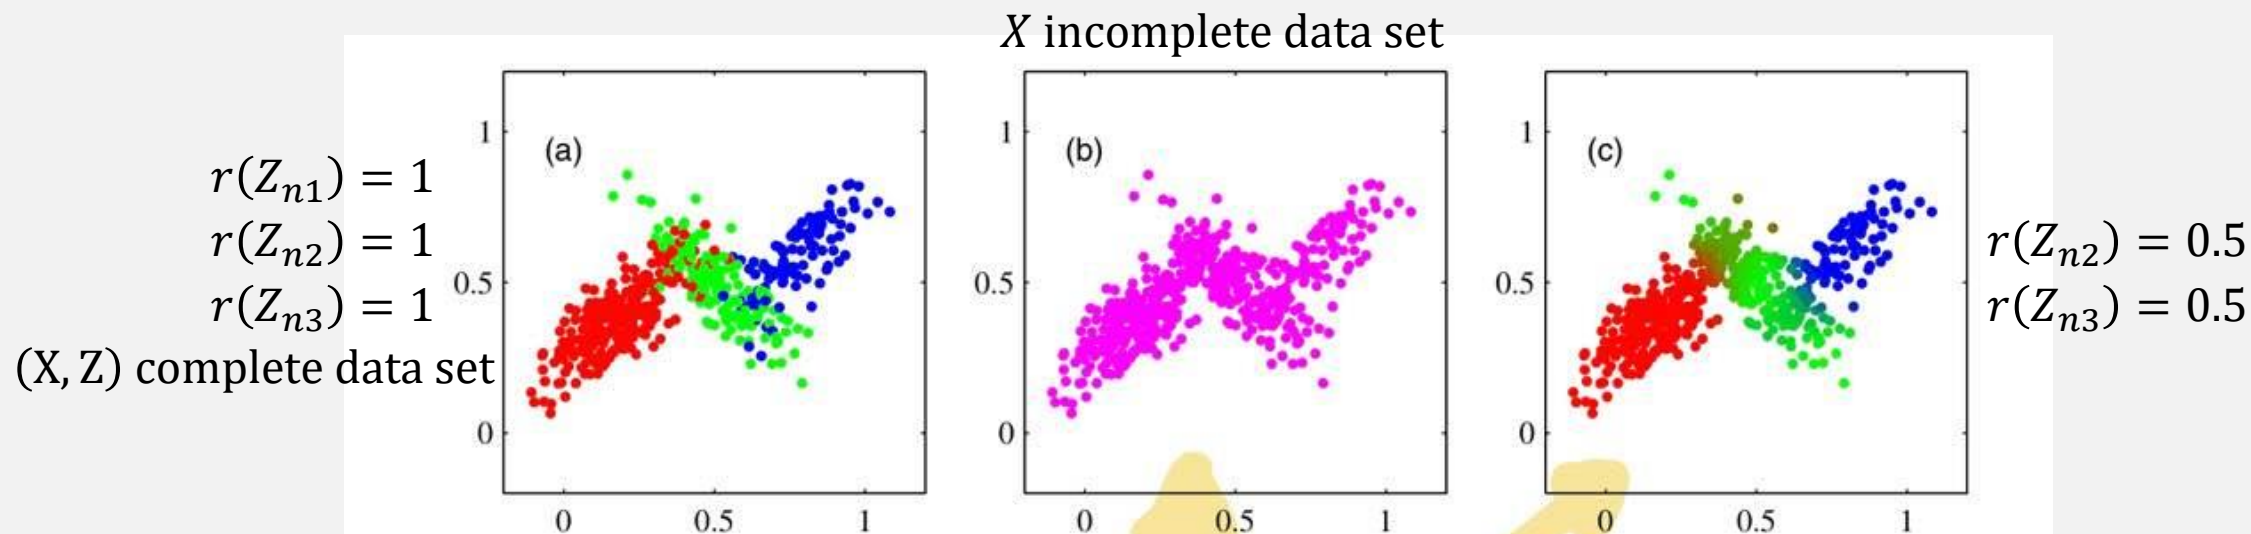 X incomplete data set
r(Z_{n1}) = 1
r(Z_{n2}) = 1
r(Z_{n3}) = 1
(X, Z) complete data set
(a)
1
0.5
0
0 0.5 1
(b)
1
0.5
0
0 0.5 1
(c)
1
0.5
0
0 0.5 1
r(Z_{n2}) = 0.5
r(Z_{n3}) = 0.5